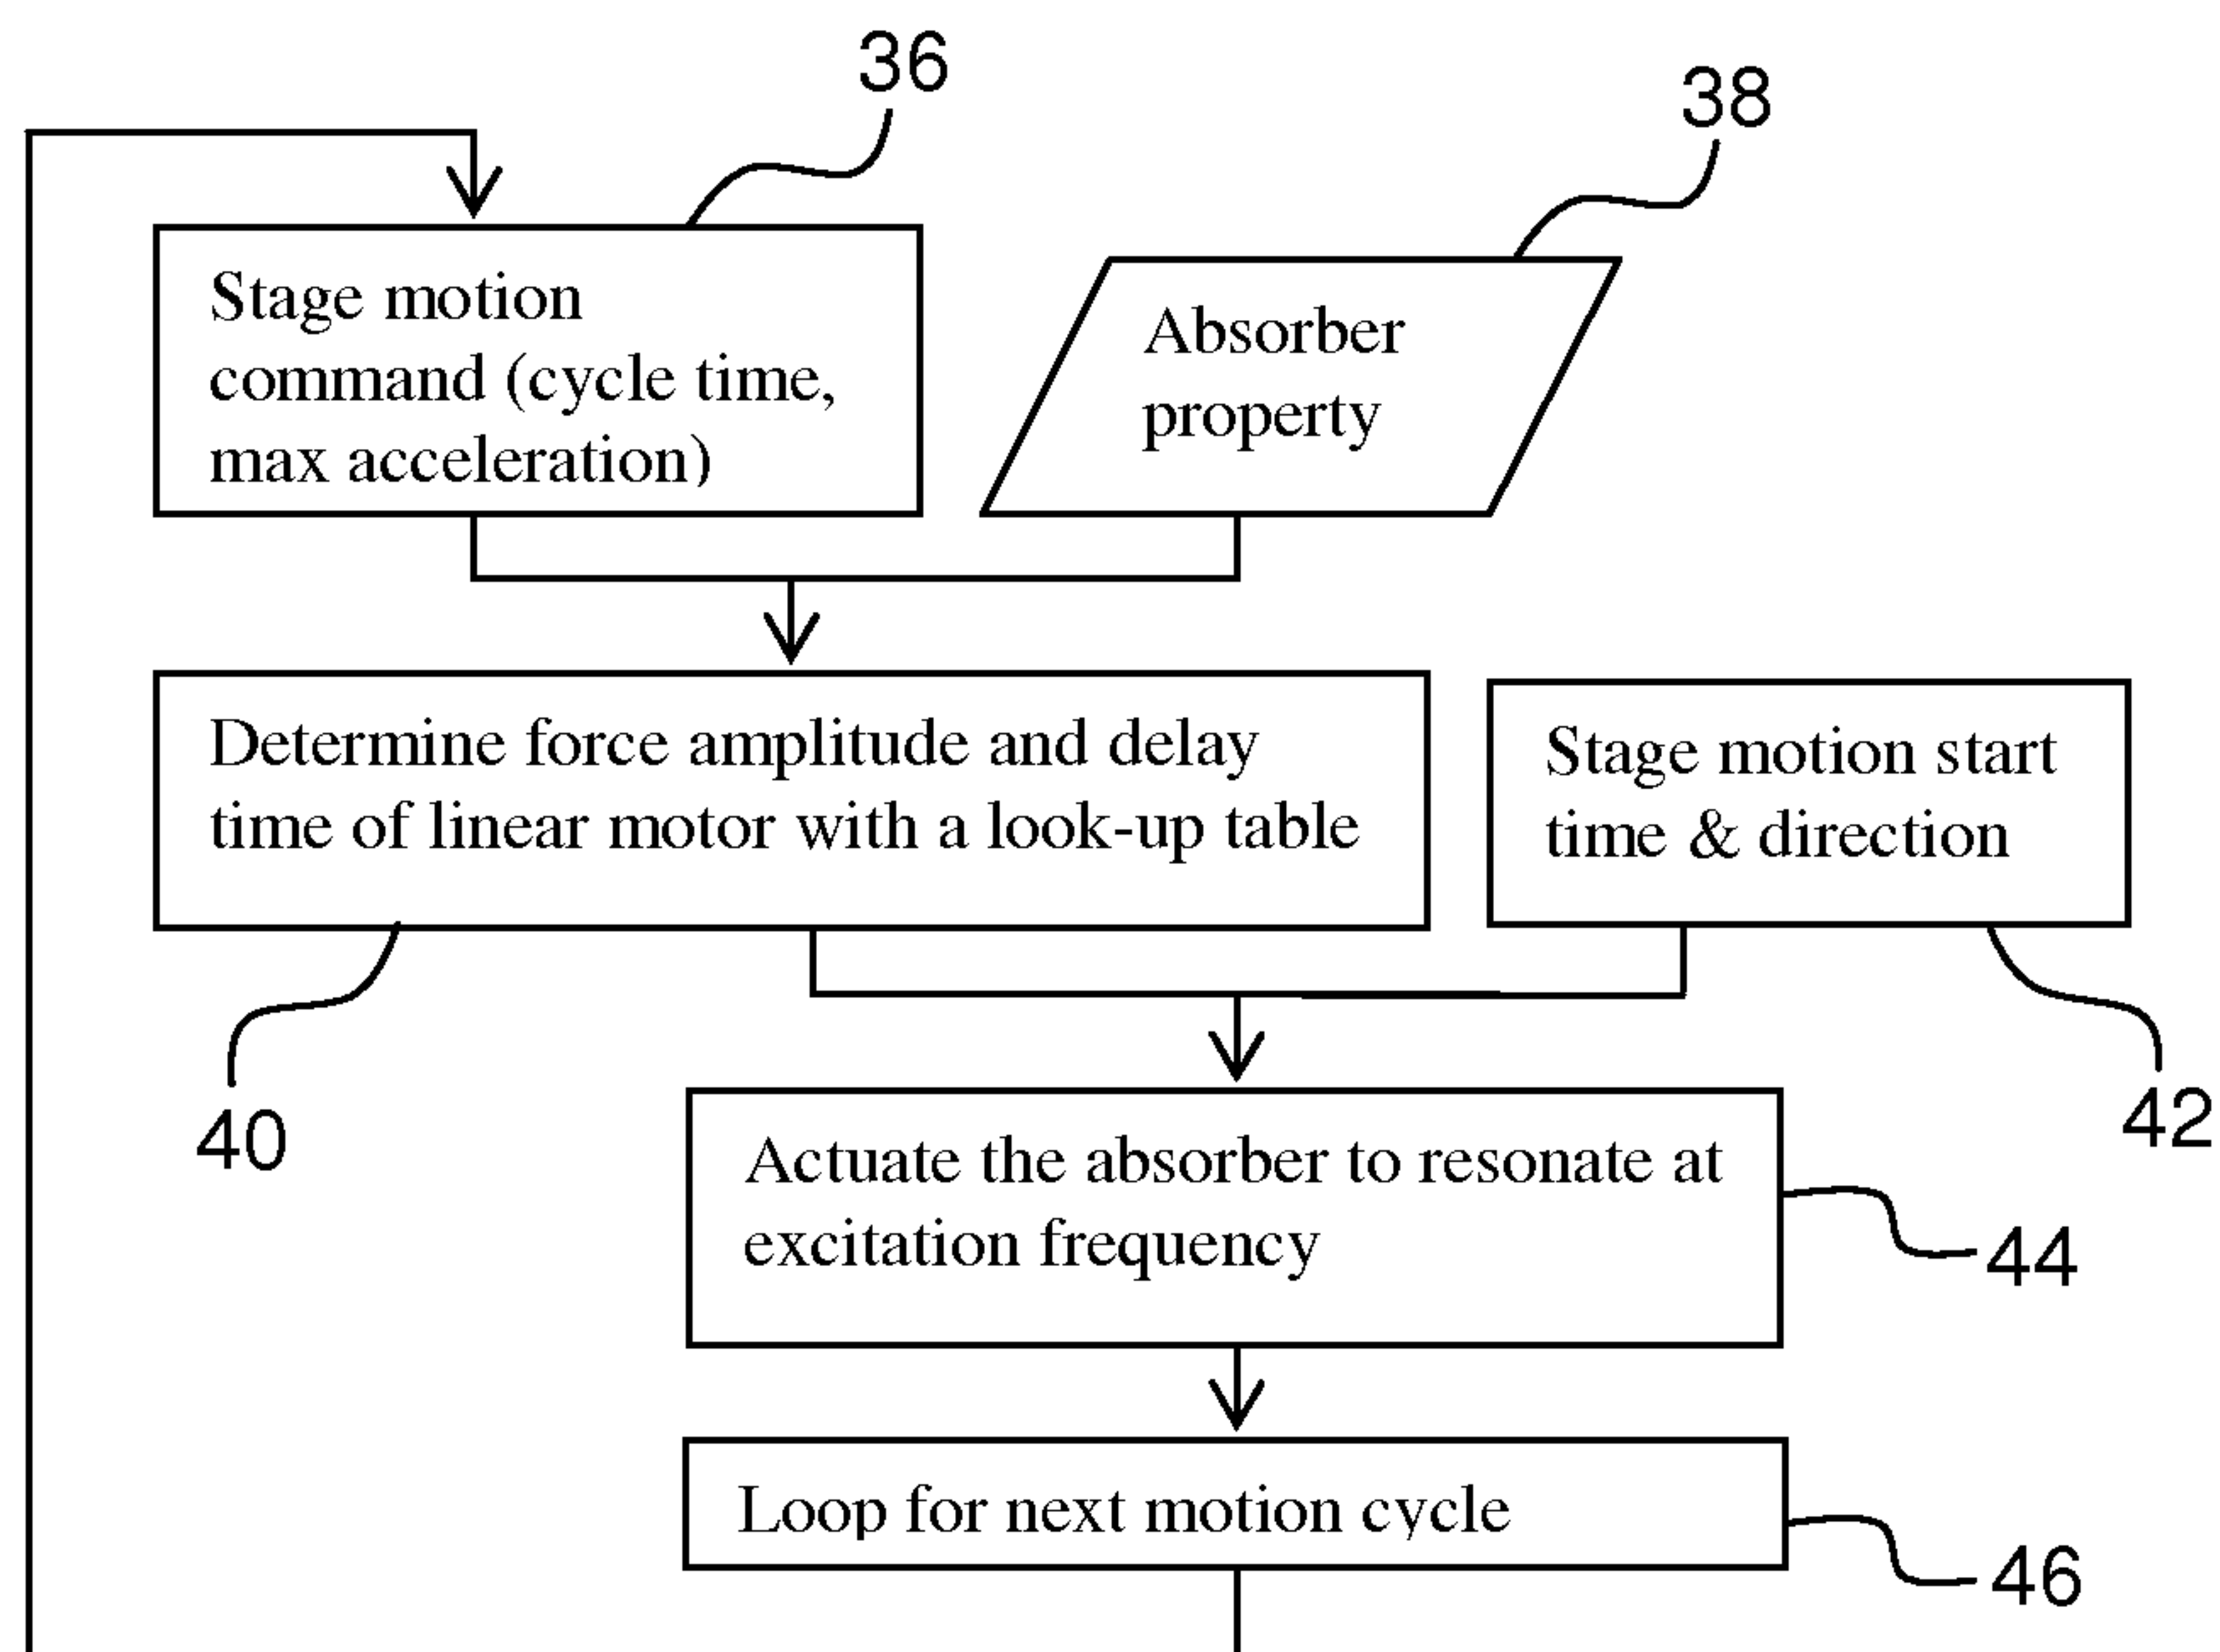 36
38
Stage motion
command (cycle time,
max acceleration)
Absorber
property
Determine force amplitude and delay
time of linear motor with a look-up table
Stage motion start
time & direction
40
42
Actuate the absorber to resonate at
excitation frequency
44
Loop for next motion cycle
46